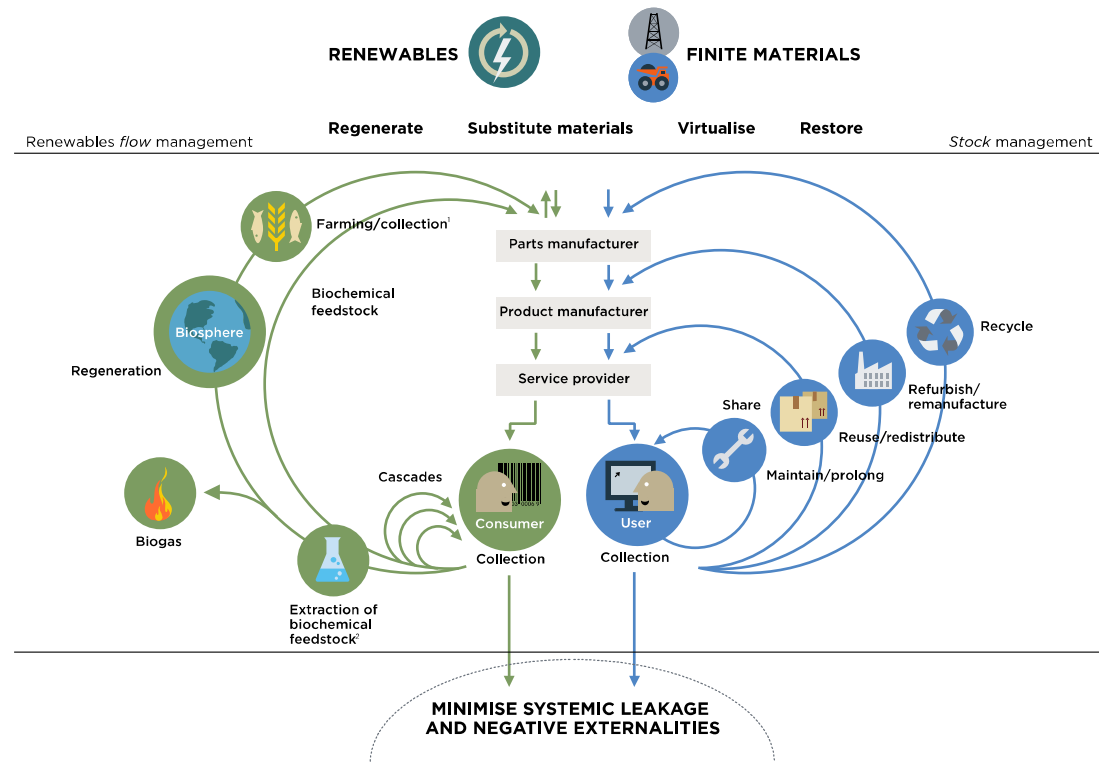 RENEWABLES
FINITE MATERIALS
Regenerate
Substitute materials
Virtualise
Restore
Renewables flow management
Stock management
Farming/collection¹
Parts manufacturer
Biochemical
feedstock
Product manufacturer
Biosphere
Recycle
Regeneration
Service provider
Refurbish/
remanufacture
Share
Reuse/redistribute
Cascades
Maintain/prolong
Consumer
User
Biogas
Collection
Collection
Extraction of
biochemical
feedstock²
MINIMISE SYSTEMIC LEAKAGE
AND NEGATIVE EXTERNALITIES